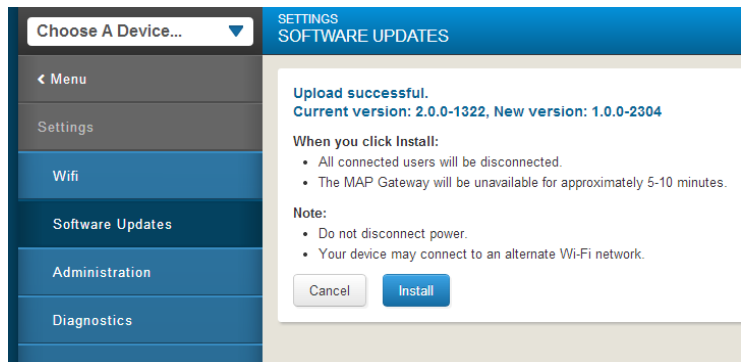 Choose A Device...
SETTINGS
SOFTWARE UPDATES
Menu
Settings
Wifi
Software Updates
Administration
Diagnostics
Upload successful.
Current version: 2.0.0-1322, New version: 1.0.0-2304
When you click Install:
All connected users will be disconnected.
The MAP Gateway will be unavailable for approximately 5-10 minutes.
Note:
Do not disconnect power.
Your device may connect to an alternate Wi-Fi network.
Cancel
Install